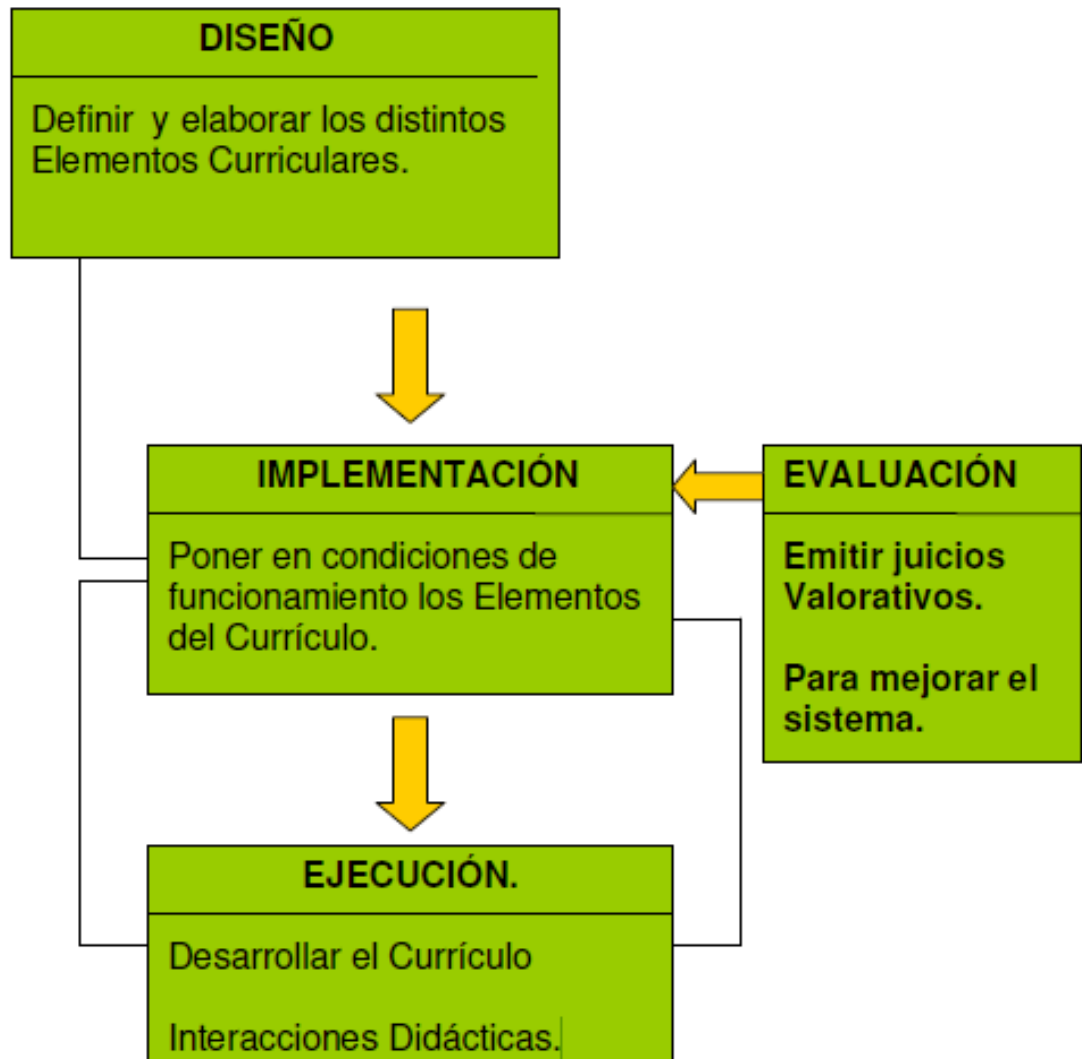 DISEÑO
Definir y elaborar los distintos
Elementos Curriculares.
IMPLEMENTACIÓN
Poner en condiciones de
funcionamiento los Elementos
del Currículo.
EVALUACIÓN
Emitir juicios
Valorativos.
Para mejorar el
sistema.
EJECUCIÓN.
Desarrollar el Currículo
Interacciones Didácticas.